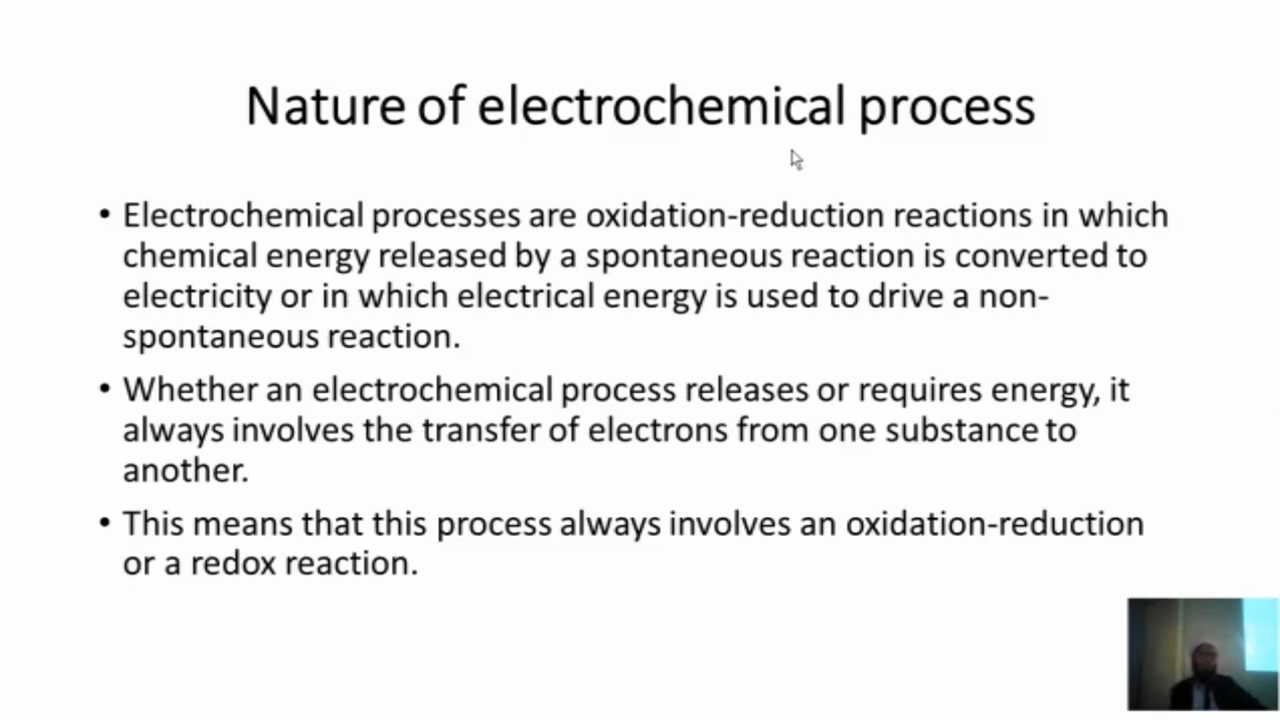 Nature of electrochemical process
• Electrochemical processes are oxidation-reduction reactions in which
chemical energy released by a spontaneous reaction is converted to
electricity or in which electrical energy is used to drive a non-
spontaneous reaction.
• Whether an electrochemical process releases or requires energy, it
always involves the transfer of electrons from one substance to
another.
• This means that this process always involves an oxidation-reduction
or a redox reaction.